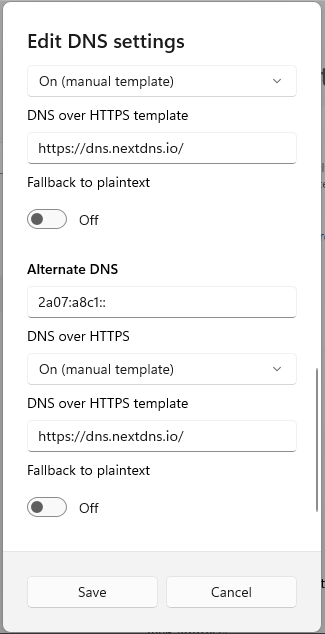 Edit DNS settings
On (manual template)
DNS over HTTPS template
https://dns.nextdns.io/
Fallback to plaintext
Off
Alternate DNS
2a07:a8c1::
DNS over HTTPS
On (manual template)
DNS over HTTPS template
https://dns.nextdns.io/
Fallback to plaintext
Off
Save
Cancel